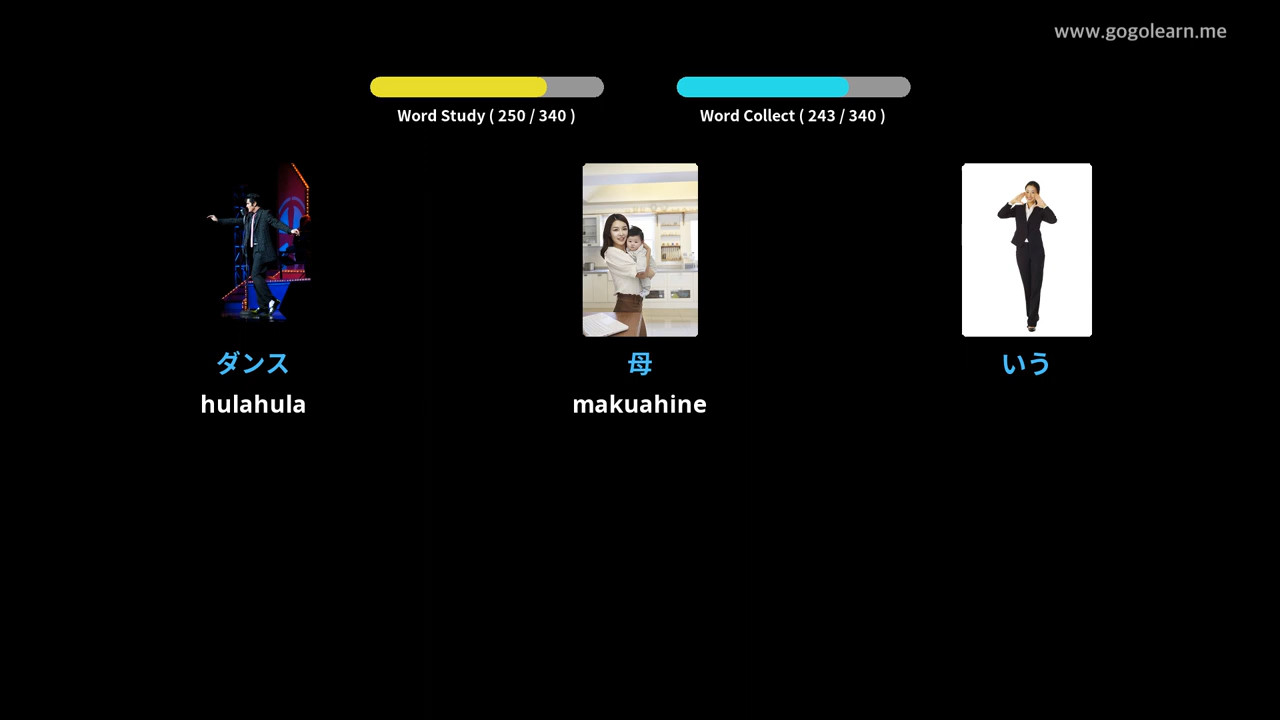 www.gogolearn.me
Word Study ( 250 / 340 )
Word Collect ( 243 / 340 )
ダンス
母
いう
hulahula
makuahine